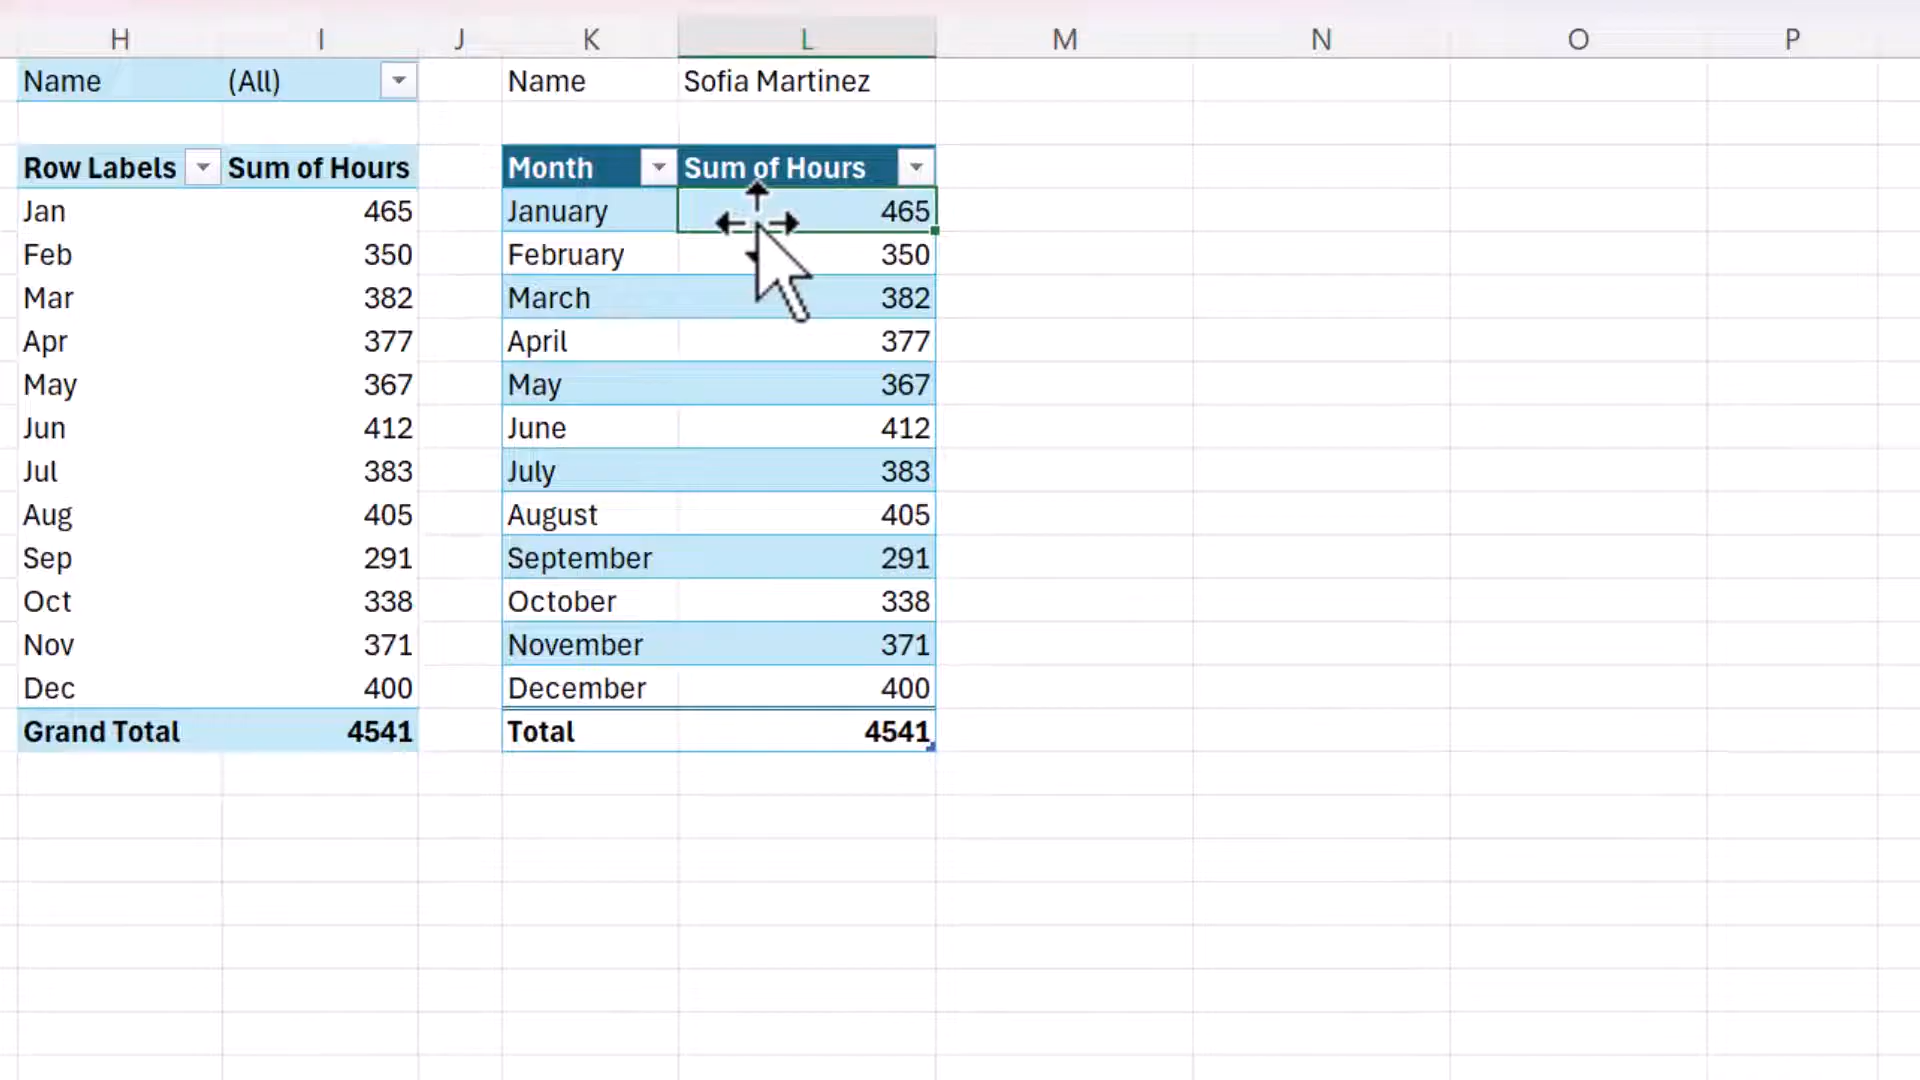 H I J K L M N O P
Name (All) Name Sofia Martinez
Row Labels Sum of Hours Month Sum of Hours
Jan 465 January 465
Feb 350 February 350
Mar 382 March 382
Apr 377 April 377
May 367 May 367
Jun 412 June 412
Jul 383 July 383
Aug 405 August 405
Sep 291 September 291
Oct 338 October 338
Nov 371 November 371
Dec 400 December 400
Grand Total 4541 Total 4541